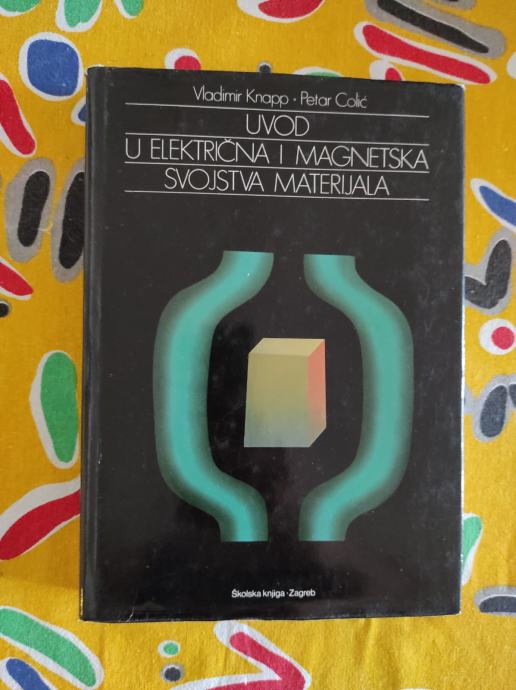 Vladimir Knapp • Petar Colić
UVOD
U ELEKTRIČNA I MAGNETSKA
SVOJSTVA MATERIJALA
Školska knjiga • Zagreb